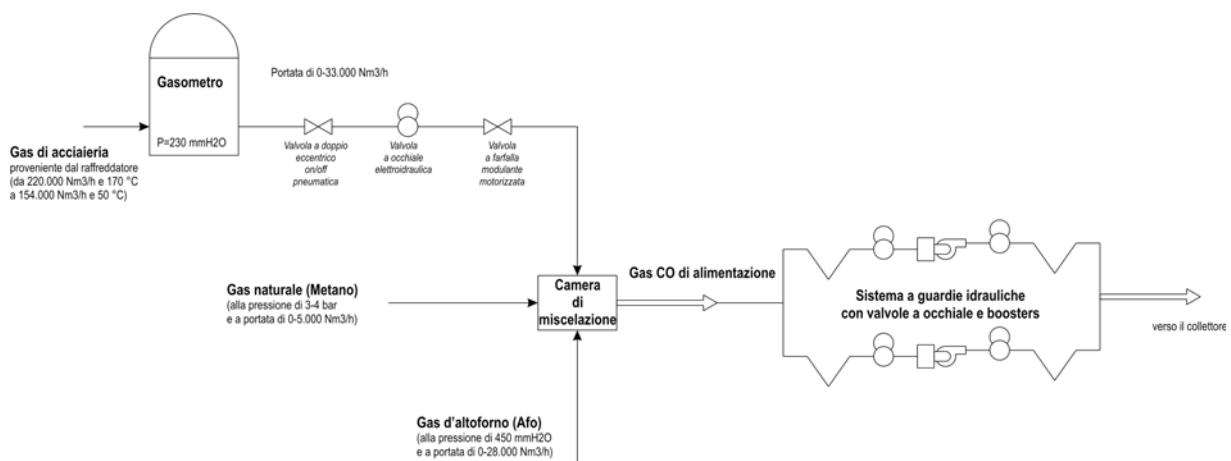 Gasometro
Portata di 0-33.000 Nm3/h
P=230 mmH2O
Gas di acciaieria
proveniente dal raffreddatore
(da 220.000 Nm3/h e 170 °C
a 154.000 Nm3/h e 50 °C)
Valvola a doppio
eccentrico
on/off
pneumatica
Valvola
a occhiale
elettroidraulica
Valvola
a farfalla
modulante
motorizzata
Gas naturale (Metano)
(alla pressione di 3-4 bar
e a portata di 0-5.000 Nm3/h)
Camera
di
miscelazione
Gas CO di alimentazione
Sistema a guardie idrauliche
con valvole a occhiale e boosters
verso il collettore
Gas d'altoforno (Afo)
(alla pressione di 450 mmH2O
e a portata di 0-28.000 Nm3/h)